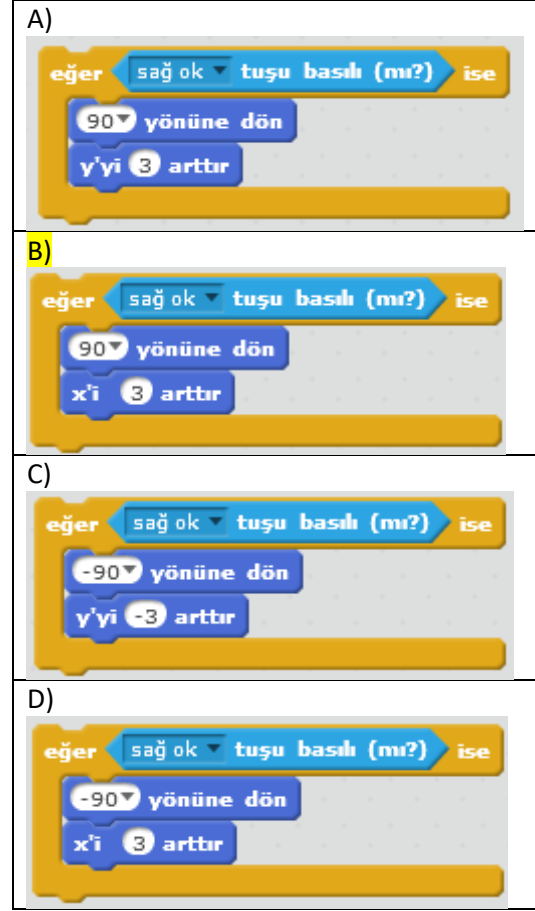 A)
eğer sağ ok tuşu basılı (mı?) ise
90 yönüne dön
y'yi 3 arttır
B)
eğer sağ ok tuşu basılı (mı?) ise
90 yönüne dön
x'i 3 arttır
C)
eğer sağ ok tuşu basılı (mı?) ise
-90 yönüne dön
y'yi -3 arttır
D)
eğer sağ ok tuşu basılı (mı?) ise
-90 yönüne dön
x'i 3 arttır